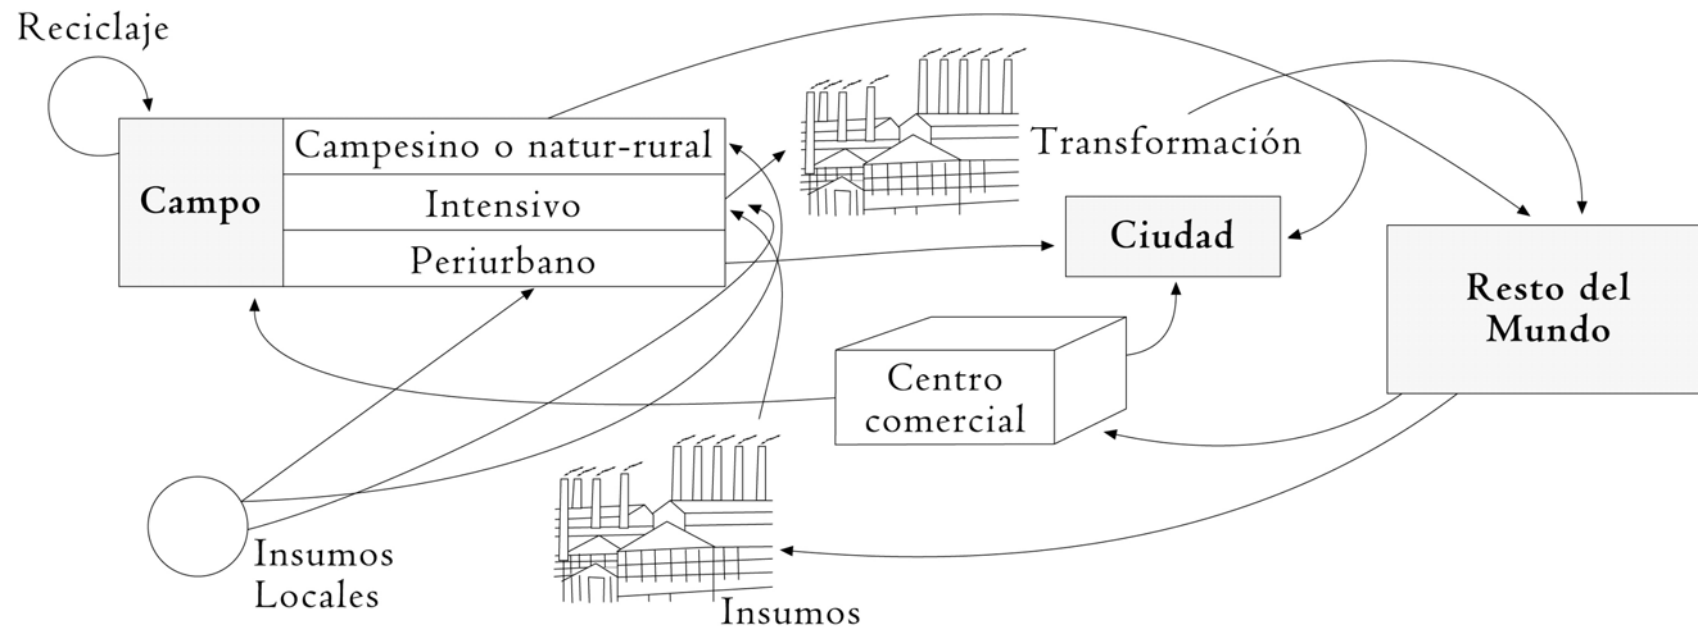 Reciclaje
Campo
Campesino o natur-rural
Intensivo
Periurbano
Transformación
Ciudad
Resto del
Mundo
Centro
comercial
Insumos
Locales
Insumos